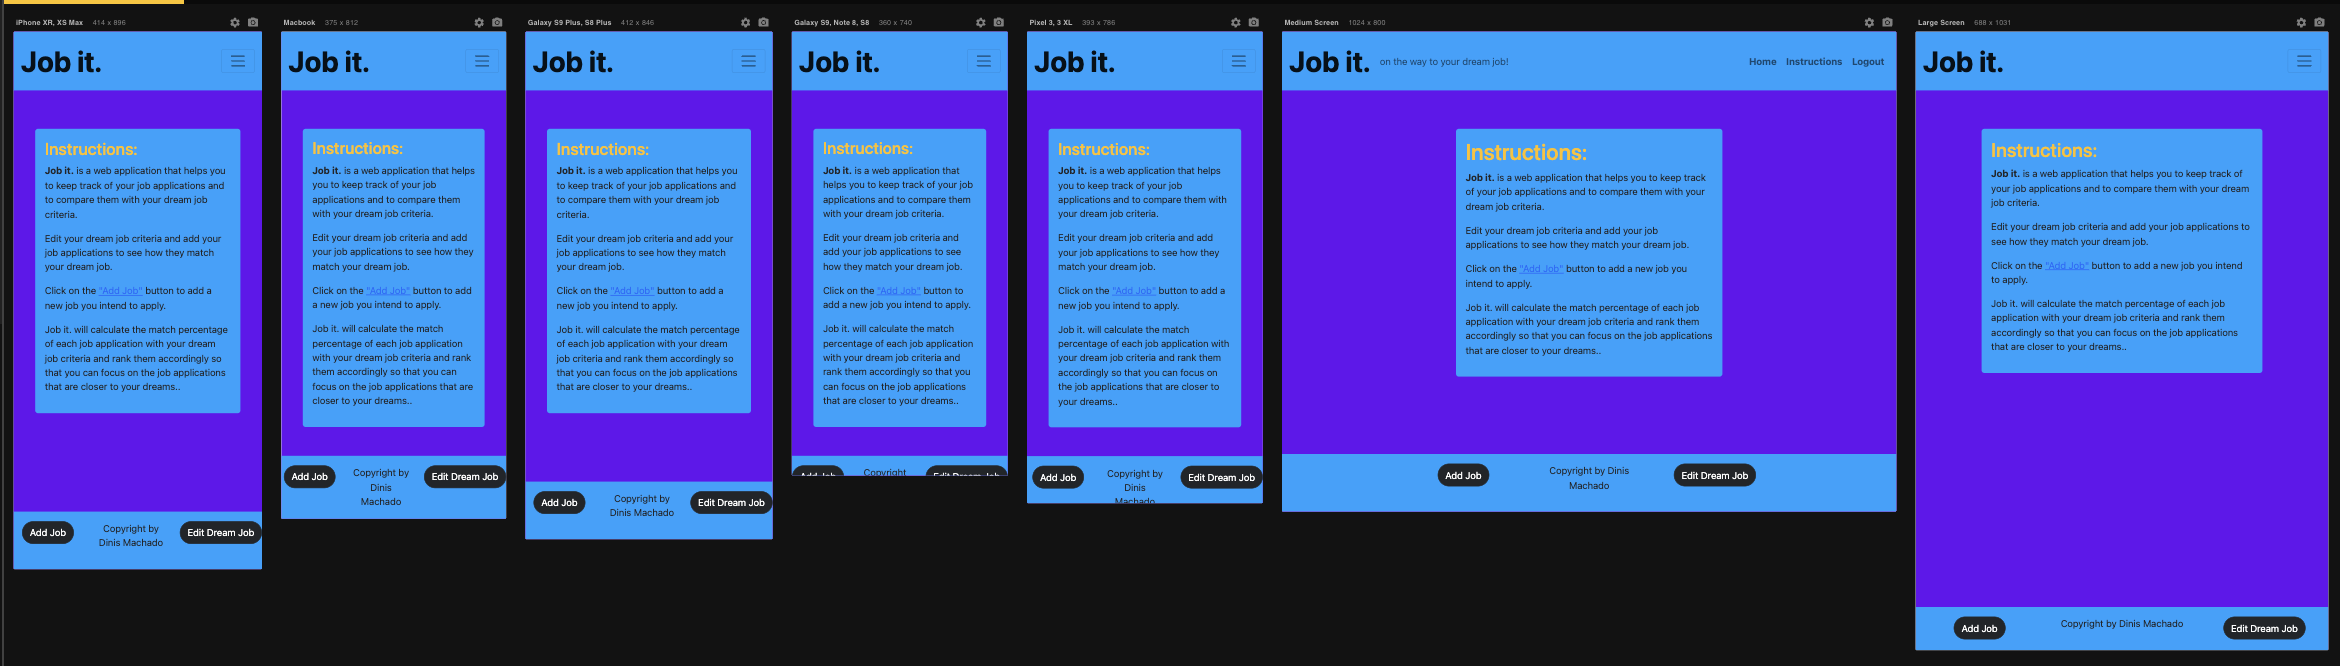 iPhone XR, XS Max 414 x 896
Job it.
Instructions:
Job it. is a web application that helps you
to keep track of your job applications and
to compare them with your dream job
criteria.
Edit your dream job criteria and add your
job applications to see how they match
your dream job.
Click on the "Add Job" button to add a
new job you intend to apply.
Job it. will calculate the match percentage
of each job application with your dream
job criteria and rank them accordingly so
that you can focus on the job applications
that are closer to your dreams..
Add Job
Copyright by
Dinis Machado
Edit Dream Job
Macbook 375 x 812
Job it.
Instructions:
Job it. is a web application that helps
you to keep track of your job
applications and to compare them
with your dream job criteria.
Edit your dream job criteria and add
your job applications to see how they
match your dream job.
Click on the "Add Job" button to add
a new job you intend to apply.
Job it. will calculate the match
percentage of each job application
with your dream job criteria and rank
them accordingly so that you can
focus on the job applications that are
closer to your dreams..
Add Job
Copyright by
Dinis
Machado
Edit Dream Job
Galaxy S9 Plus, S8 Plus 412 x 846
Job it.
Instructions:
Job it. is a web application that helps you
to keep track of your job applications and
to compare them with your dream job
criteria.
Edit your dream job criteria and add your
job applications to see how they match
your dream job.
Click on the "Add Job" button to add a
new job you intend to apply.
Job it. will calculate the match percentage
of each job application with your dream
job criteria and rank them accordingly so
that you can focus on the job applications
that are closer to your dreams..
Add Job
Copyright by
Dinis Machado
Edit Dream Job
Galaxy S9, Note 8, S8 360 x 740
Job it.
Instructions:
Job it. is a web application that
helps you to keep track of your job
applications and to compare them
with your dream job criteria.
Edit your dream job criteria and
add your job applications to see
how they match your dream job.
Click on the "Add Job" button to
add a new job you intend to apply.
Job it. will calculate the match
percentage of each job application
with your dream job criteria and
rank them accordingly so that you
can focus on the job applications
that are closer to your dreams..
Add Job
Copyright
Edit Dream Job
Pixel 3, 3 XL 393 x 786
Job it.
Instructions:
Job it. is a web application that helps
you to keep track of your job
applications and to compare them with
your dream job criteria.
Edit your dream job criteria and add
your job applications to see how they
match your dream job.
Click on the "Add Job" button to add a
new job you intend to apply.
Job it. will calculate the match
percentage of each job application with
your dream job criteria and rank them
accordingly so that you can focus on
the job applications that are closer to
your dreams..
Add Job
Copyright by
Dinis
Machado
Edit Dream Job
Medium Screen 1024 x 800
Job it. on the way to your dream job!
Home Instructions Logout
Instructions:
Job it. is a web application that helps you to keep track
of your job applications and to compare them with your
dream job criteria.
Edit your dream job criteria and add your job
applications to see how they match your dream job.
Click on the "Add Job" button to add a new job you
intend to apply.
Job it. will calculate the match percentage of each job
application with your dream job criteria and rank them
accordingly so that you can focus on the job applications
that are closer to your dreams..
Add Job
Copyright by Dinis
Machado
Edit Dream Job
Large Screen 688 x 1031
Job it.
Instructions:
Job it. is a web application that helps you to keep track of
your job applications and to compare them with your dream
job criteria.
Edit your dream job criteria and add your job applications to
see how they match your dream job.
Click on the "Add Job" button to add a new job you intend
to apply.
Job it. will calculate the match percentage of each job
application with your dream job criteria and rank them
accordingly so that you can focus on the job applications
that are closer to your dreams..
Add Job
Copyright by Dinis Machado
Edit Dream Job